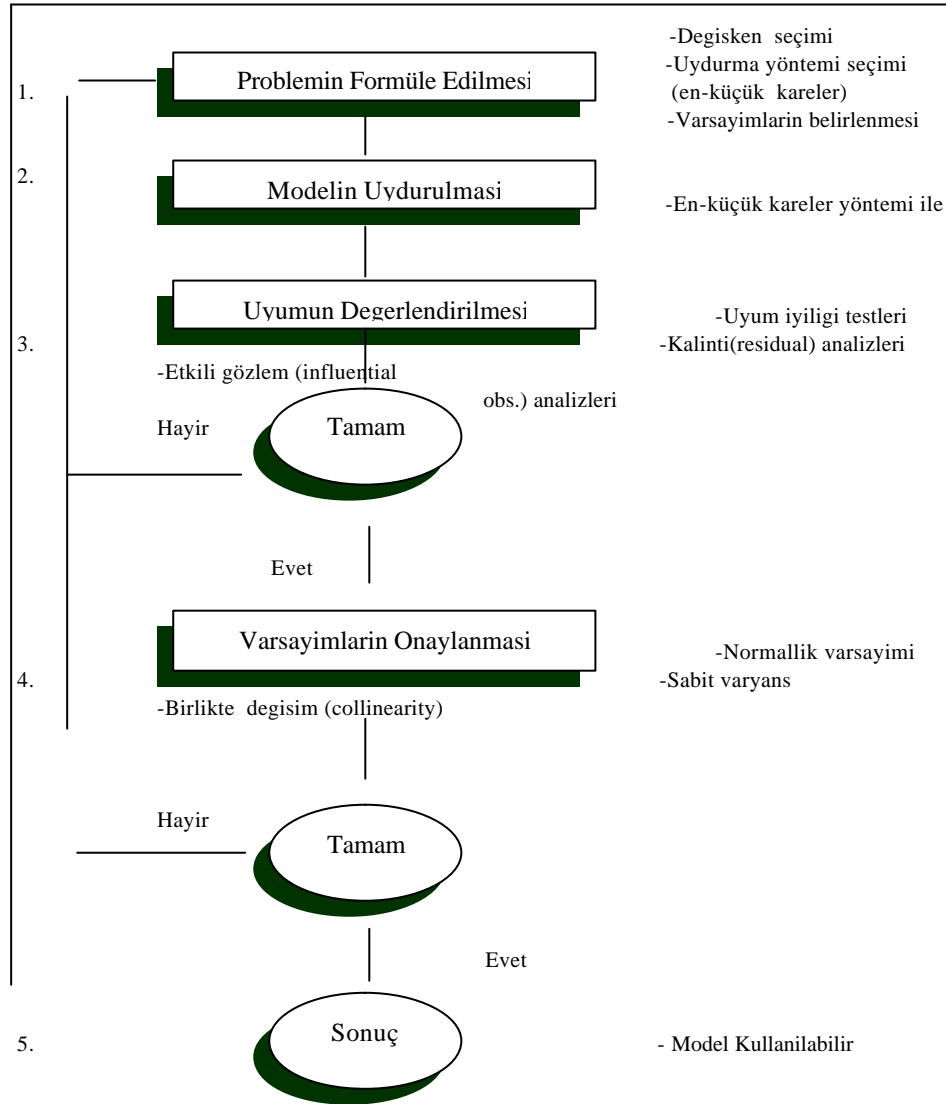 -Degisken seçimi
1.
Problemin Formüle Edilmesi
-Uydurma yöntemi seçimi
(en-küçük kareler)
-Varsayimlarin belirlenmesi
2.
Modelin Uydurulmasi
-En-küçük kareler yöntemi ile
Uyumun Degerlendirilmesi
-Uyum iyiligi testleri
3.
-Kalinti(residual) analizleri
-Etkili gözlem (influential
obs.) analizleri
Hayir
Tamam
Evet
Varsayimlarin Onaylanmasi
-Normallik varsayimi
4.
-Sabit varyans
-Birlikte degisim (collinearity)
Hayir
Tamam
Evet
Sonuç
5.
- Model Kullanilabilir